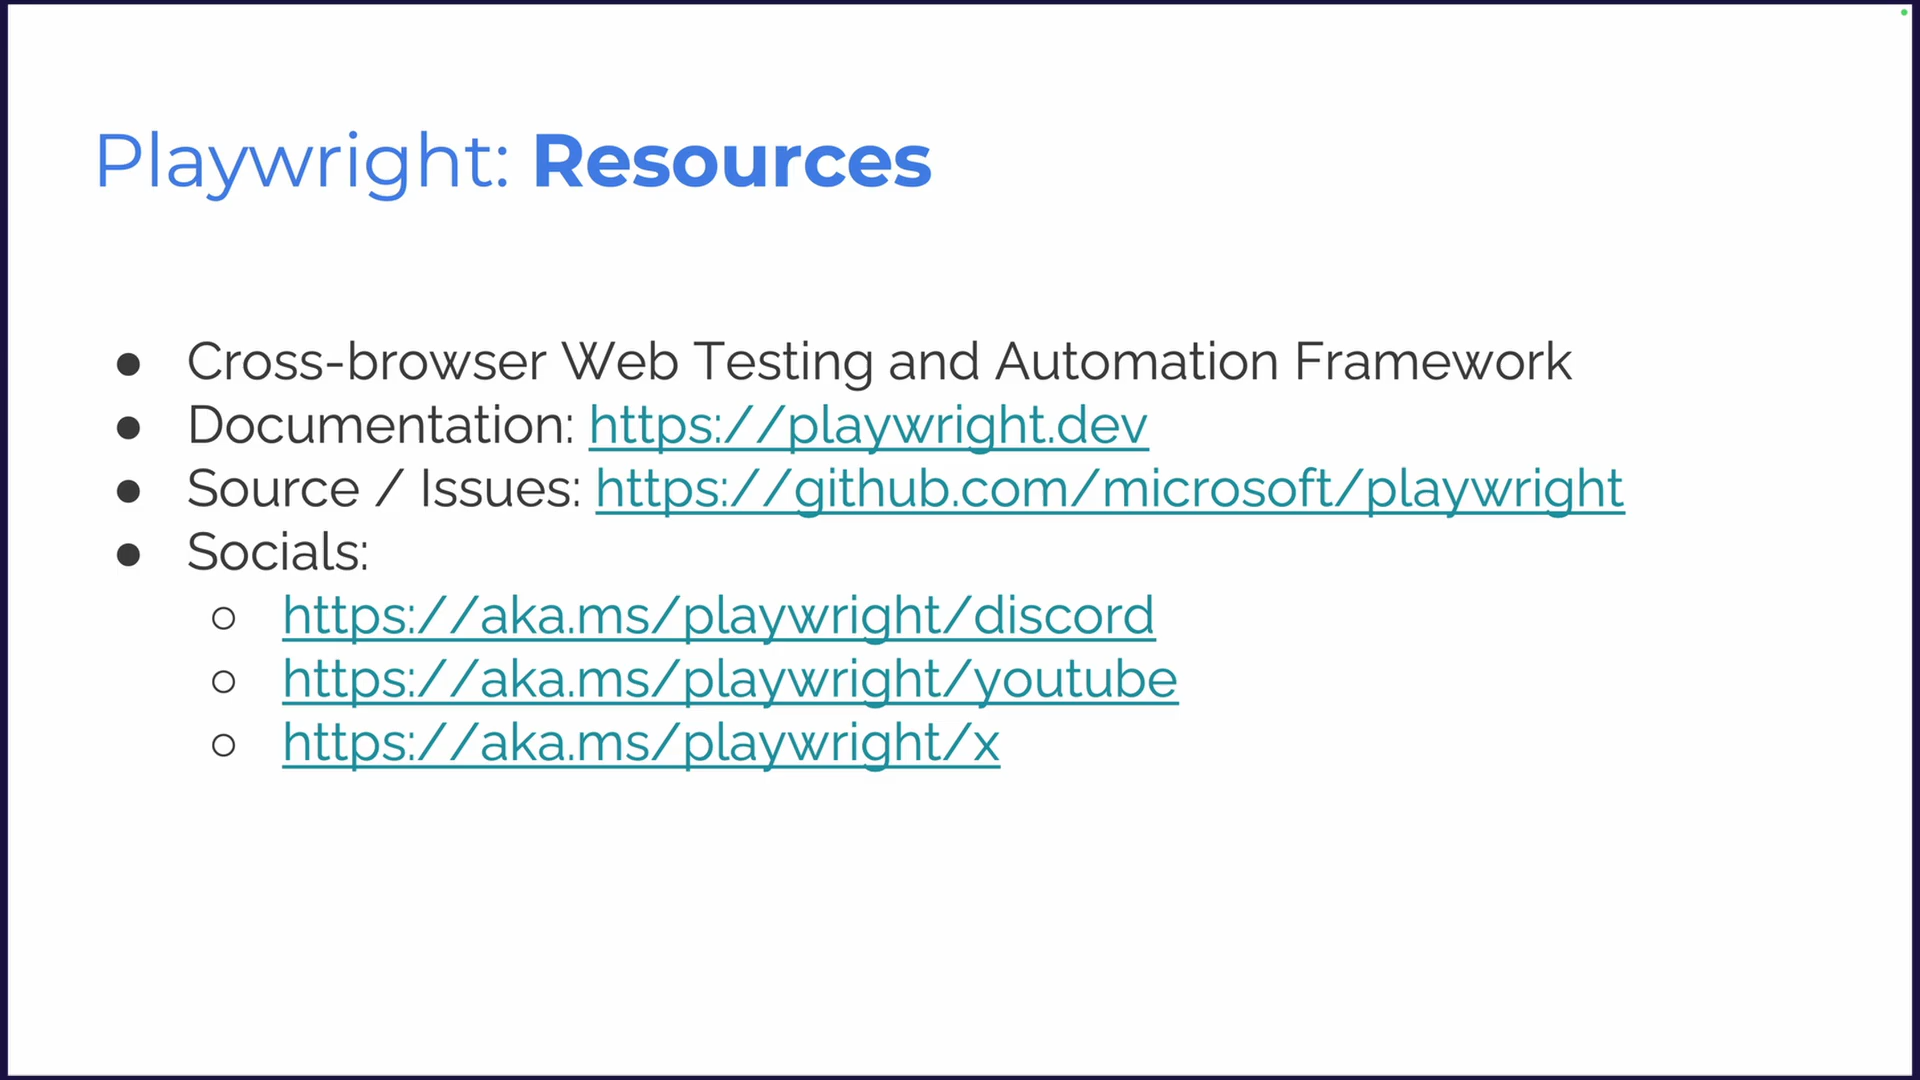 Playwright: Resources
● Cross-browser Web Testing and Automation Framework
● Documentation: https://playwright.dev
● Source / Issues: https://github.com/microsoft/playwright
● Socials:
○ https://aka.ms/playwright/discord
○ https://aka.ms/playwright/youtube
○ https://aka.ms/playwright/x